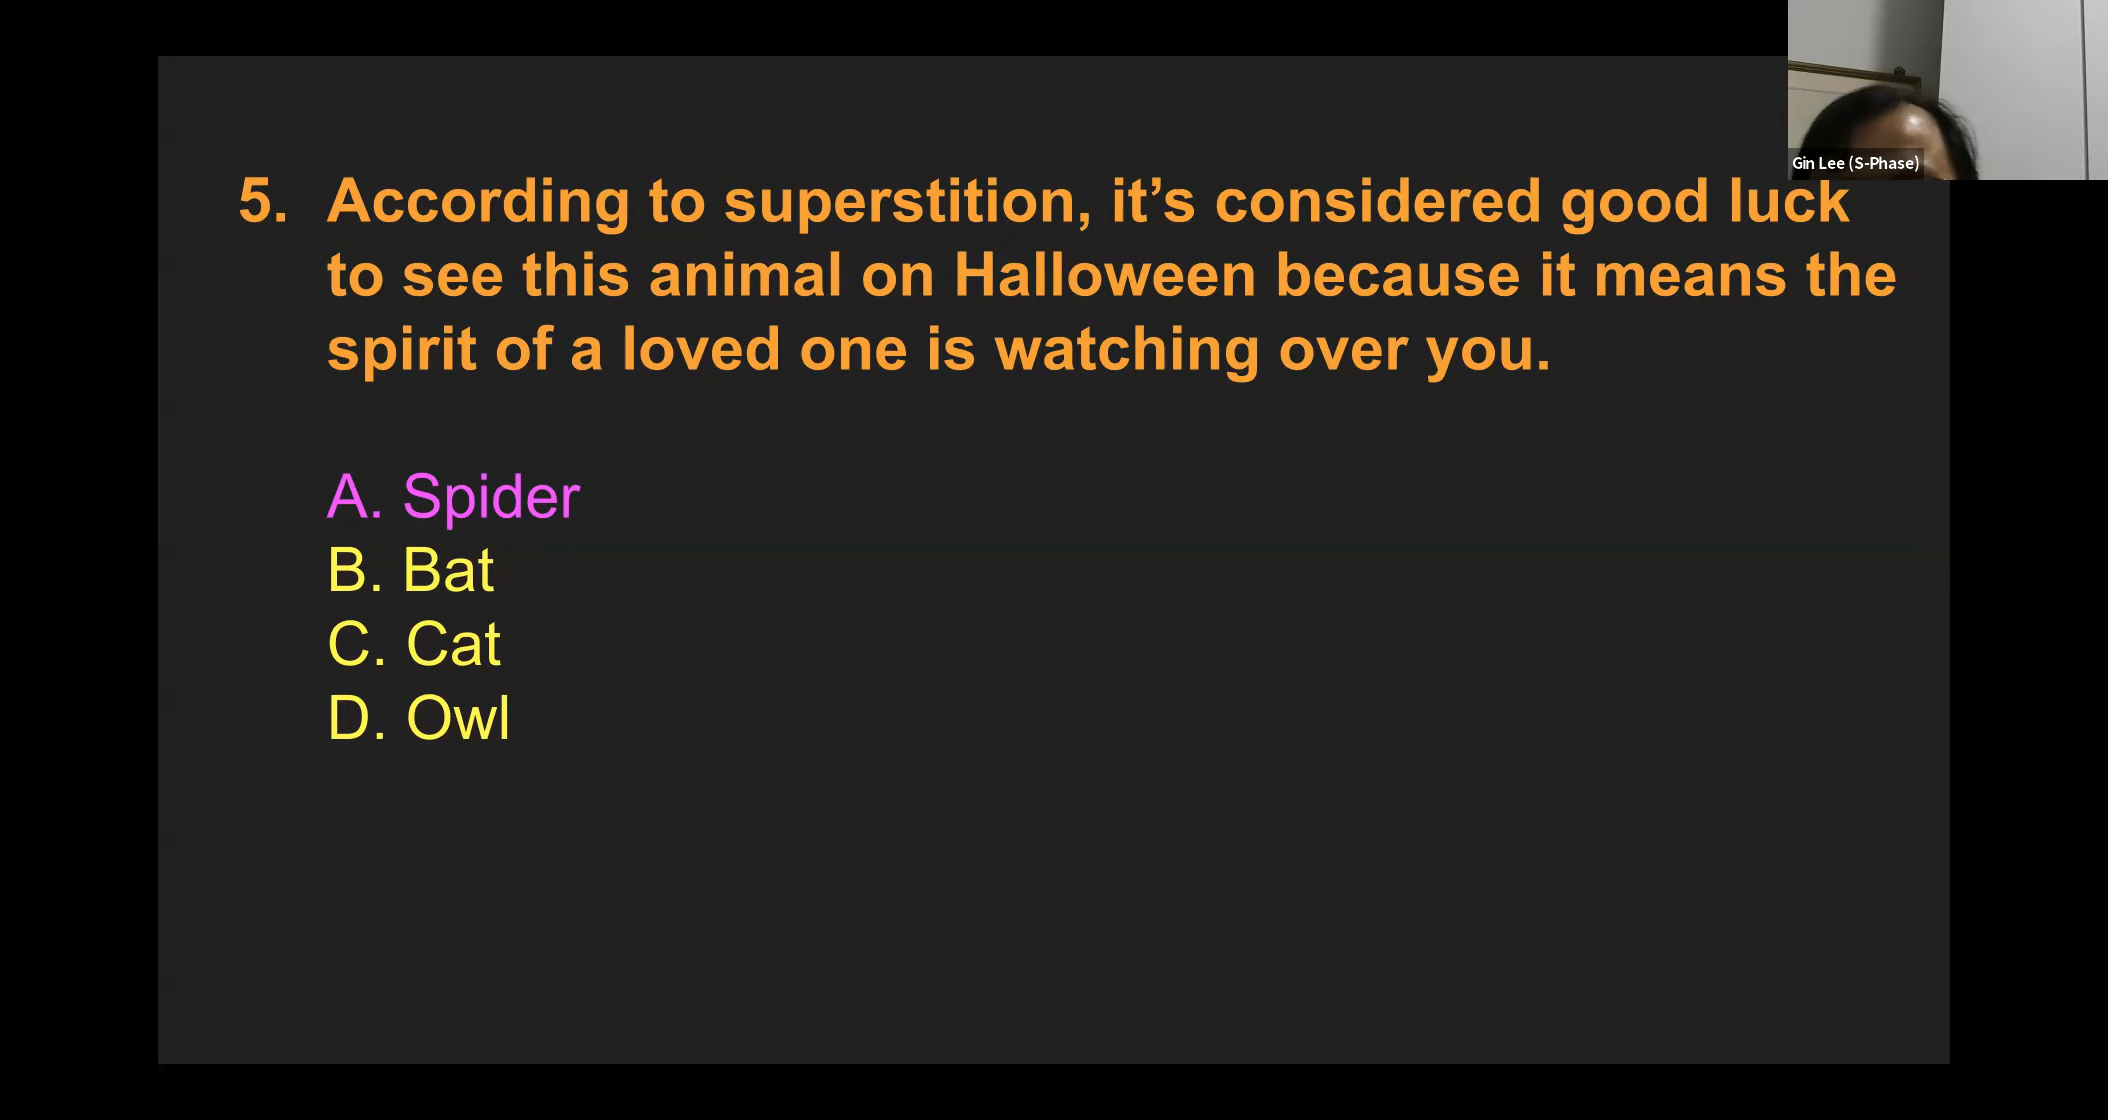 Gin Lee (S-Phase)
5. According to superstition, it’s considered good luck
to see this animal on Halloween because it means the
spirit of a loved one is watching over you.
A. Spider
B. Bat
C. Cat
D. Owl